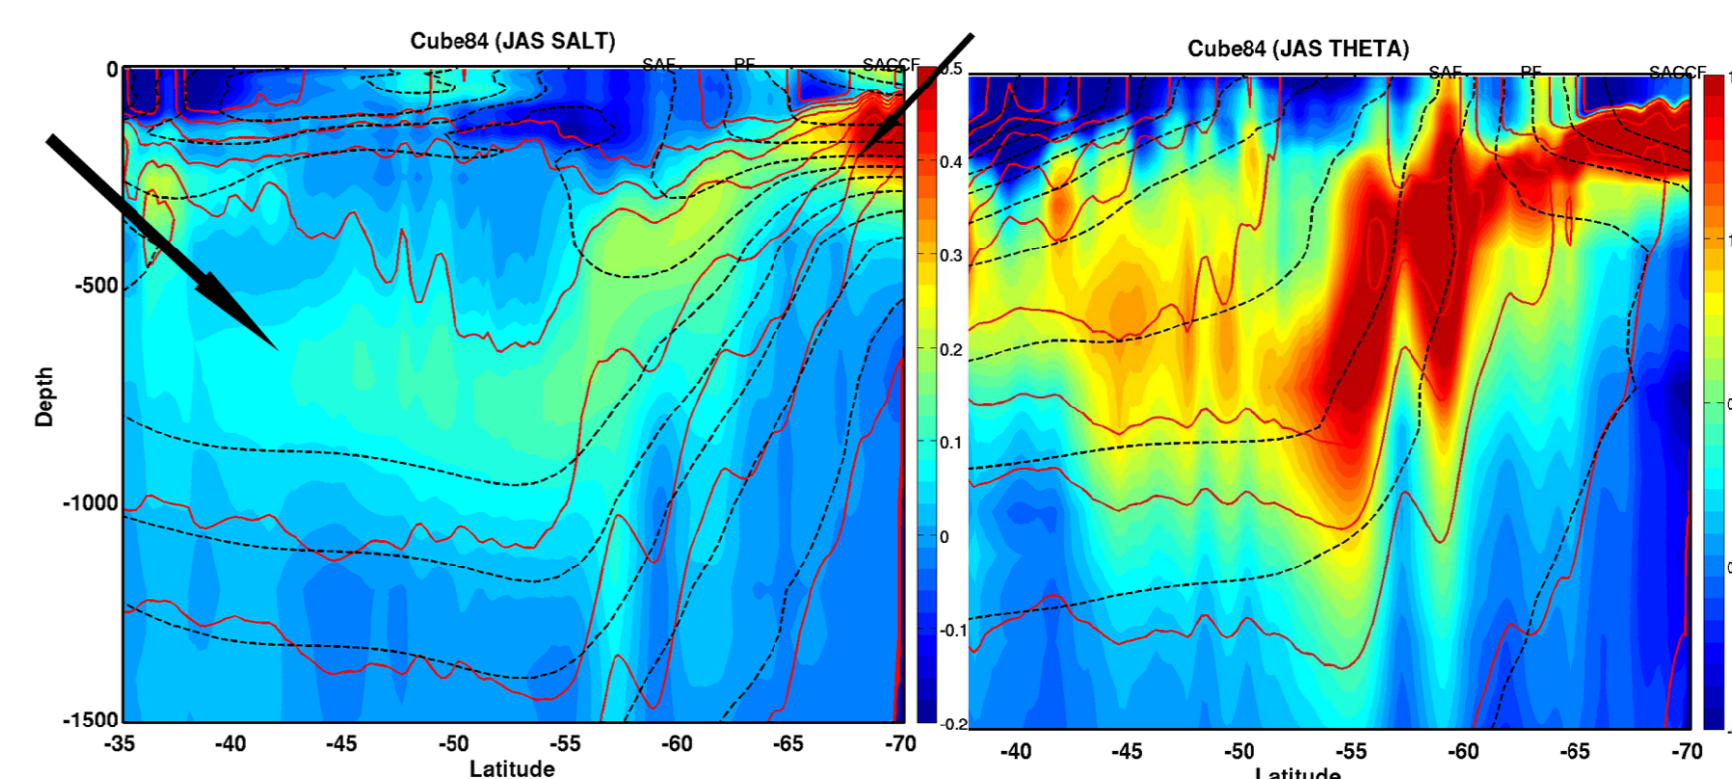 Cube84 (JAS SALT)
SAF PF SACCF
0
-500
-1000
-1500
Depth
-35 -40 -45 -50 -55 -60 -65 -70
Latitude
0.5
0.4
0.3
0.2
0.1
0
-0.1
-0.2
Cube84 (JAS THETA)
SAF PF SACCF
-40 -45 -50 -55 -60 -65 -70
Latitude